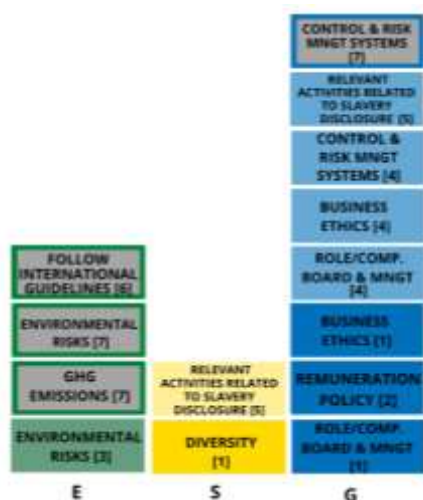 CONTROL & RISK
MNGT SYSTEMS
[7]
RELEVANT
ACTIVITIES RELATED
TO SLAVERY
DISCLOSURE [5]
CONTROL &
RISK MNGT
SYSTEMS [4]
BUSINESS
ETHICS [4]
ROLE/COMP.
BOARD & MNGT
[4]
BUSINESS
ETHICS [1]
REMUNERATION
POLICY [2]
ROLE/COMP.
BOARD & MNGT
[1]
FOLLOW
INTERNATIONAL
GUIDELINES [6]
ENVIRONMENTAL
RISKS [7]
GHG
EMISSIONS [7]
ENVIRONMENTAL
RISKS [3]
RELEVANT
ACTIVITIES RELATED
TO SLAVERY
DISCLOSURE [5]
DIVERSITY
[1]
E S G